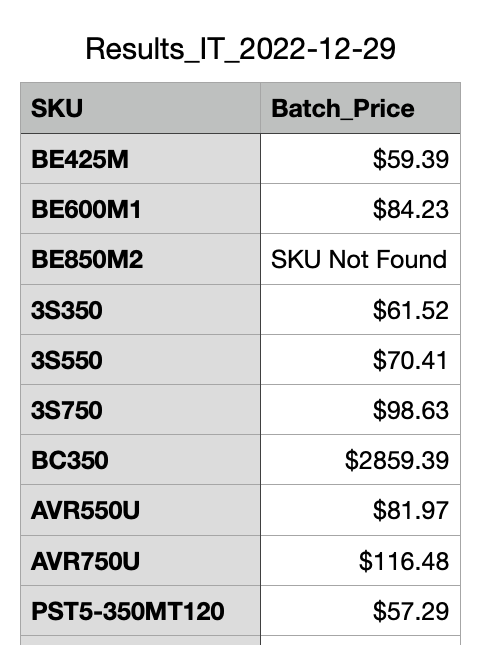 Results_IT_2022-12-29
SKU Batch_Price
BE425M $59.39
BE600M1 $84.23
BE850M2 SKU Not Found
3S350 $61.52
3S550 $70.41
3S750 $98.63
BC350 $2859.39
AVR550U $81.97
AVR750U $116.48
PST5-350MT120 $57.29